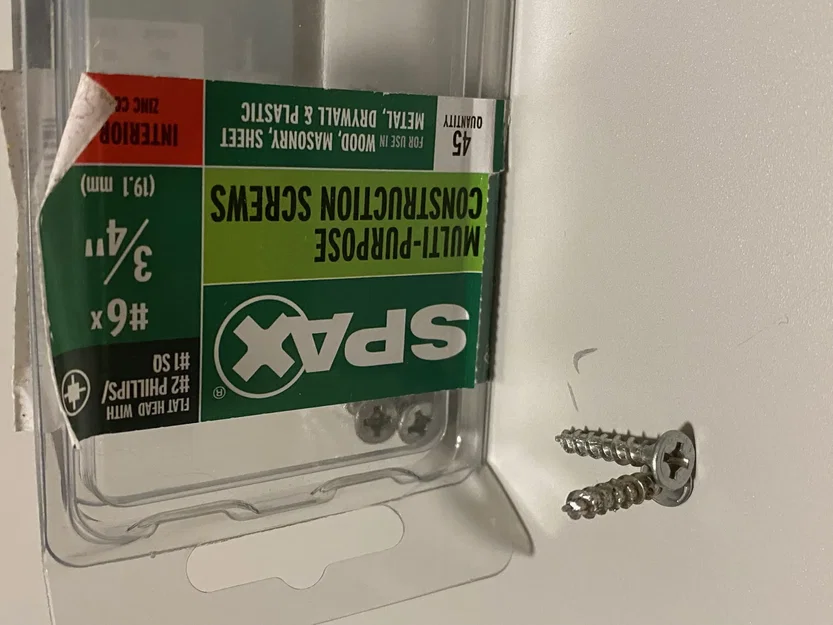 SPAX®
MULTI-PURPOSE
CONSTRUCTION SCREWS
45
QUANTITY
FOR USE IN WOOD, MASONRY, SHEET
METAL, DRYWALL & PLASTIC
FLAT HEAD WITH
#2 PHILLIPS/
#1 SQ
#6 x
3/4"
(19.1 mm)
INTERIOR
ZINC